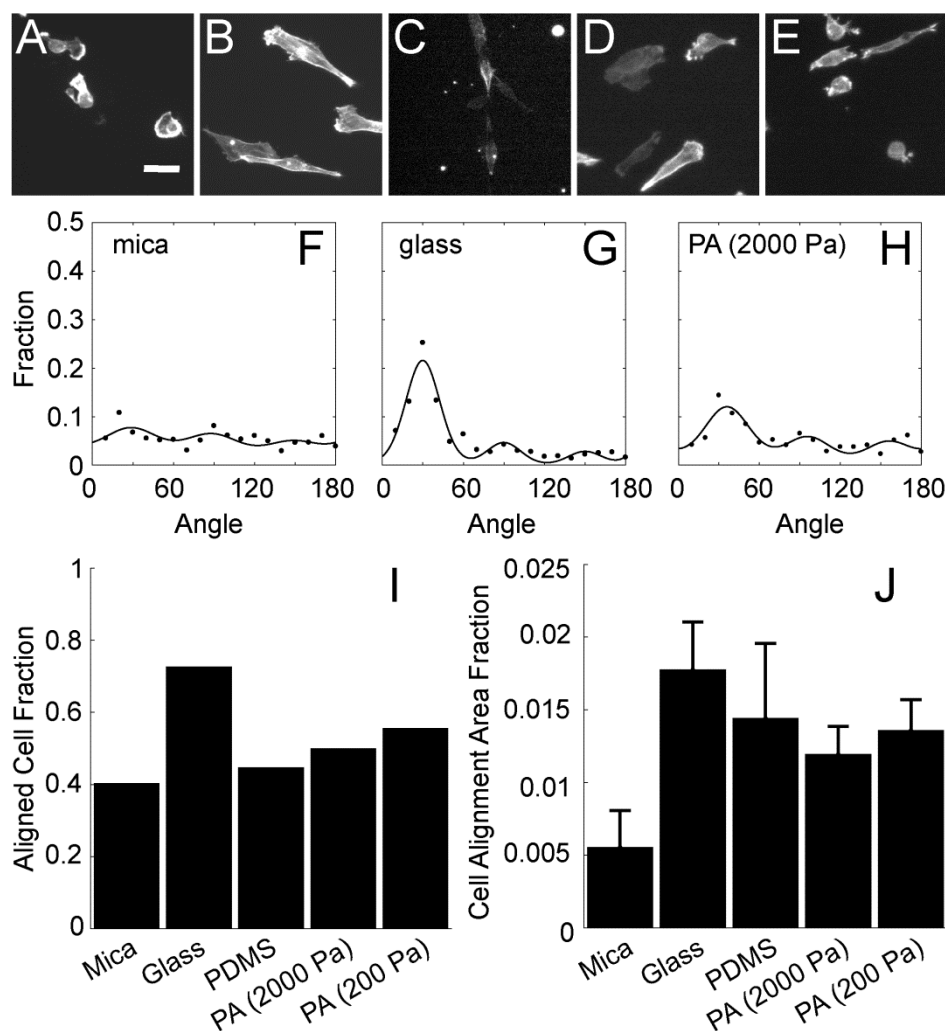 A B C D E
mica F
glass G
PA (2000 Pa) H
0.5
0.4
0.3
0.2
0.1
0
Fraction
0 60 120 180
0 60 120 180
0 60 120 180
Angle
Angle
Angle
I
1
0.8
0.6
0.4
0.2
0
Aligned Cell Fraction
Mica
Glass
PDMS
PA (2000 Pa)
PA (200 Pa)
J
0.025
0.02
0.015
0.01
0.005
0
Cell Alignment Area Fraction
Mica
Glass
PDMS
PA (2000 Pa)
PA (200 Pa)